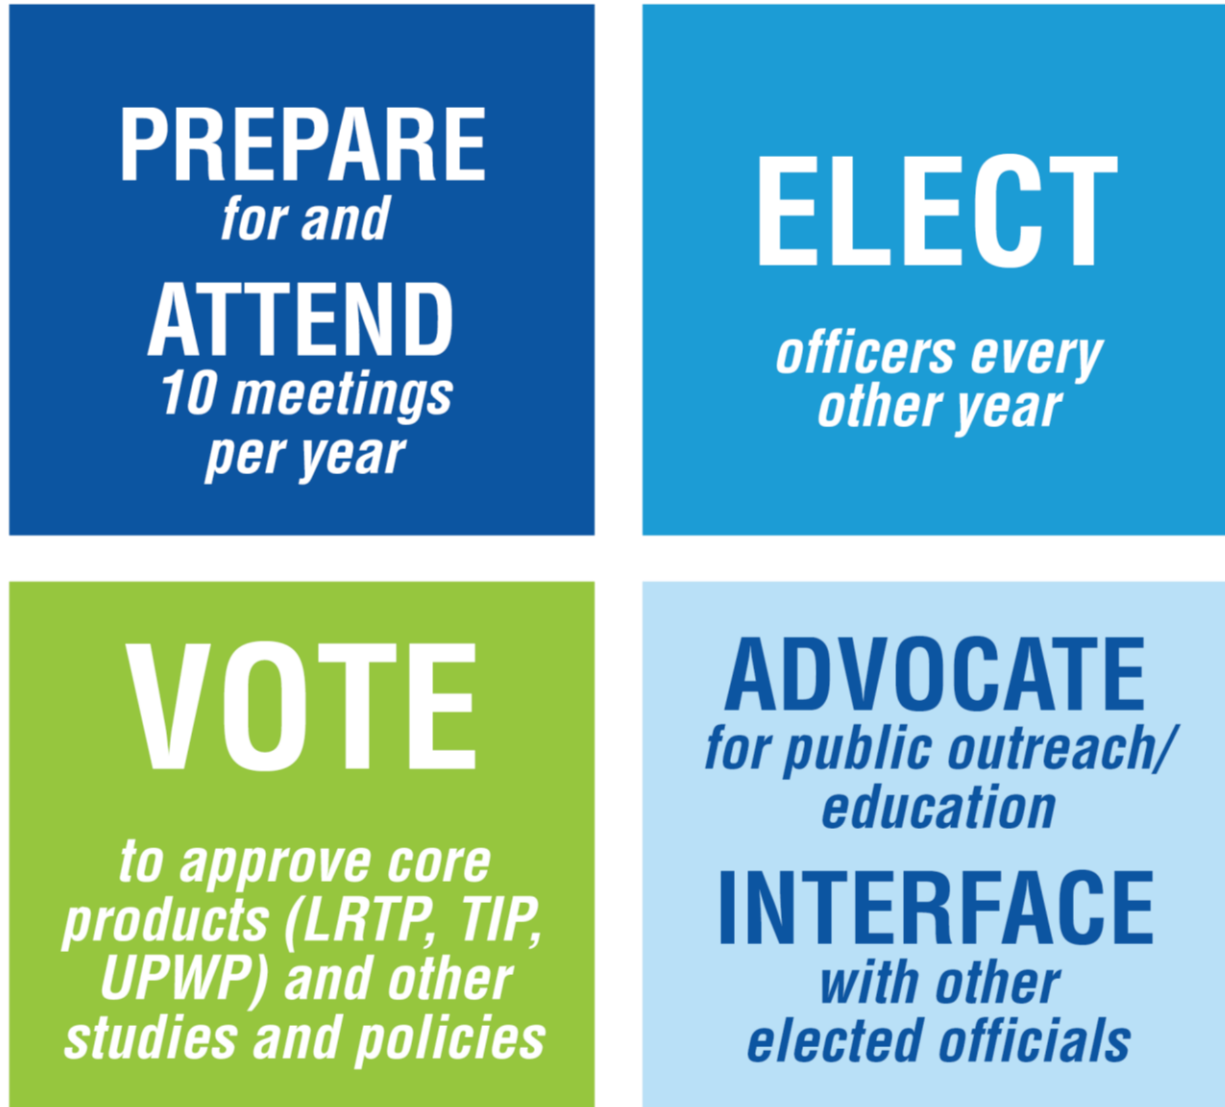 PREPARE
for and
ATTEND
10 meetings
per year
ELECT
officers every
other year
VOTE
to approve core
products (LRTP, TIP,
UPWP) and other
studies and policies
ADVOCATE
for public outreach/
education
INTERFACE
with other
elected officials